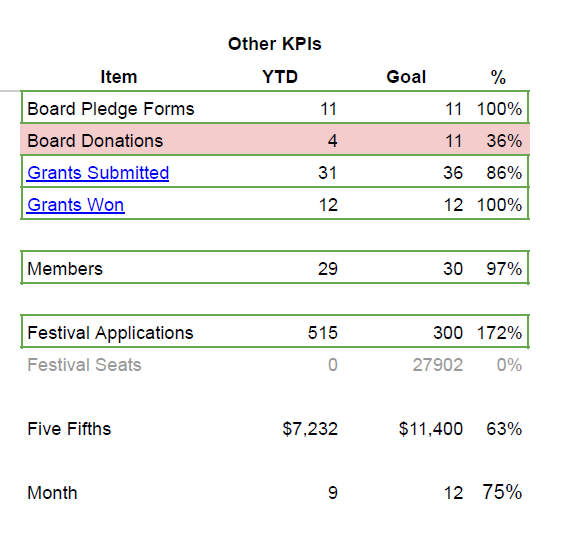 Other KPIs
Item YTD Goal %
Board Pledge Forms 11 11 100%
Board Donations 4 11 36%
Grants Submitted 31 36 86%
Grants Won 12 12 100%
Members 29 30 97%
Festival Applications 515 300 172%
Festival Seats 0 27902 0%
Five Fifths $7,232 $11,400 63%
Month 9 12 75%